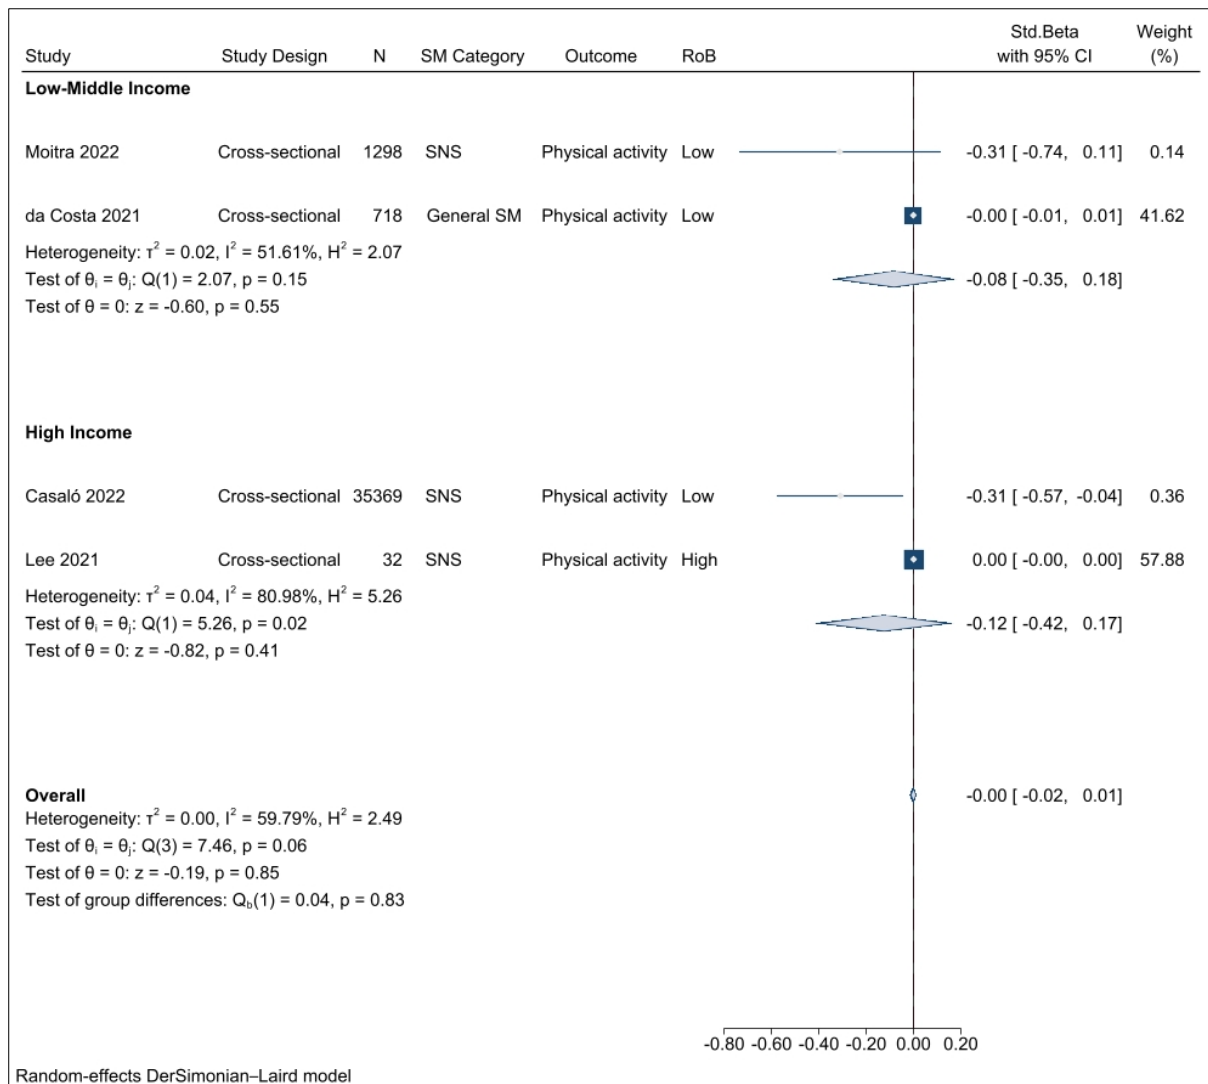 Study Study Design N SM Category Outcome RoB Std.Beta with 95% CI Weight (%)
Low-Middle Income
Moitra 2022 Cross-sectional 1298 SNS Physical activity Low -0.31 [ -0.74, 0.11] 0.14
da Costa 2021 Cross-sectional 718 General SM Physical activity Low -0.00 [ -0.01, 0.01] 41.62
Heterogeneity: τ² = 0.02, I² = 51.61%, H² = 2.07
Test of θᵢ = θⱼ: Q(1) = 2.07, p = 0.15 -0.08 [ -0.35, 0.18]
Test of θ = 0: z = -0.60, p = 0.55
High Income
Casaló 2022 Cross-sectional 35369 SNS Physical activity Low -0.31 [ -0.57, -0.04] 0.36
Lee 2021 Cross-sectional 32 SNS Physical activity High 0.00 [ -0.00, 0.00] 57.88
Heterogeneity: τ² = 0.04, I² = 80.98%, H² = 5.26
Test of θᵢ = θⱼ: Q(1) = 5.26, p = 0.02 -0.12 [ -0.42, 0.17]
Test of θ = 0: z = -0.82, p = 0.41
Overall -0.00 [ -0.02, 0.01]
Heterogeneity: τ² = 0.00, I² = 59.79%, H² = 2.49
Test of θᵢ = θⱼ: Q(3) = 7.46, p = 0.06
Test of θ = 0: z = -0.19, p = 0.85
Test of group differences: Q_b(1) = 0.04, p = 0.83
-0.80 -0.60 -0.40 -0.20 0.00 0.20
Random-effects DerSimonian–Laird model